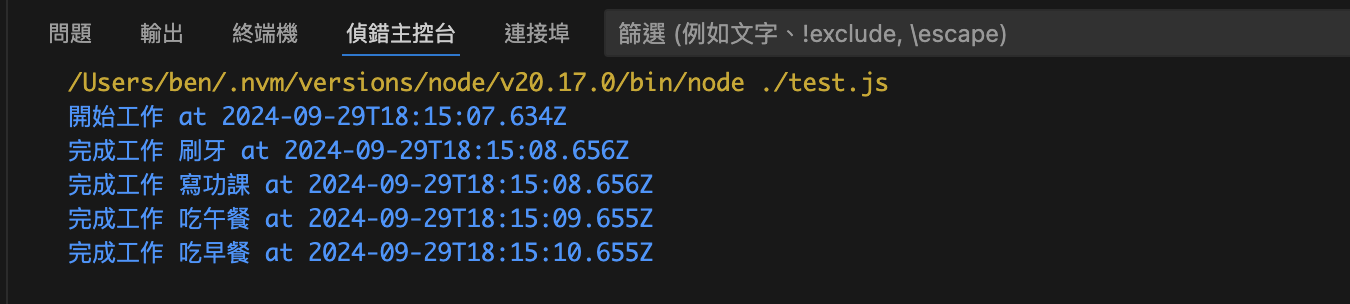 問題 輸出 終端機 偵錯主控台 連接埠 篩選 (例如文字、!exclude, \escape)
/Users/ben/.nvm/versions/node/v20.17.0/bin/node ./test.js
開始工作 at 2024-09-29T18:15:07.634Z
完成工作 刷牙 at 2024-09-29T18:15:08.656Z
完成工作 寫功課 at 2024-09-29T18:15:08.656Z
完成工作 吃午餐 at 2024-09-29T18:15:09.655Z
完成工作 吃早餐 at 2024-09-29T18:15:10.655Z